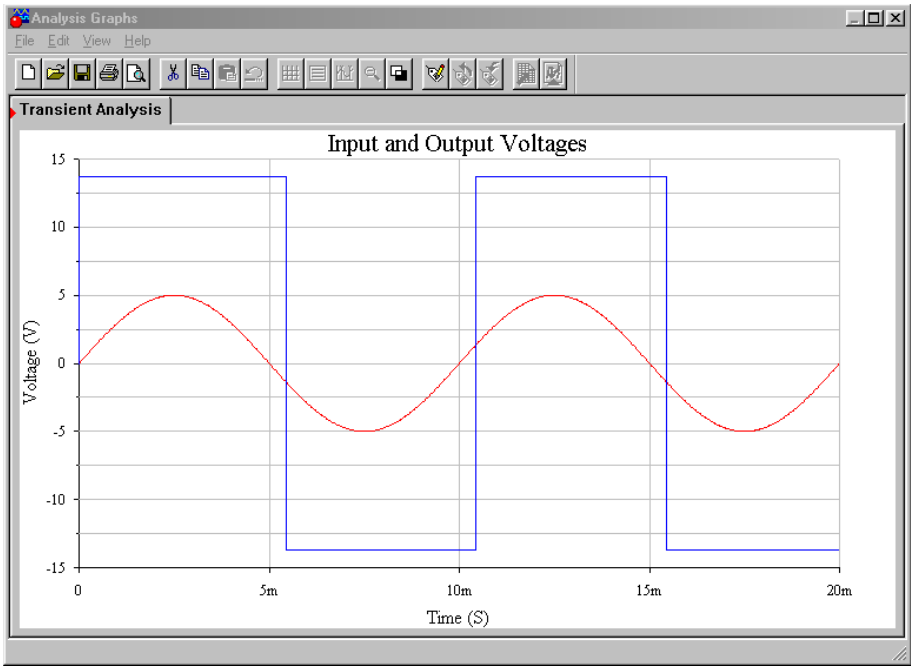 Analysis Graphs
File Edit View Help
Transient Analysis
Input and Output Voltages
15
10
5
0
-5
-10
-15
Voltage (V)
0 5m 10m 15m 20m
Time (S)